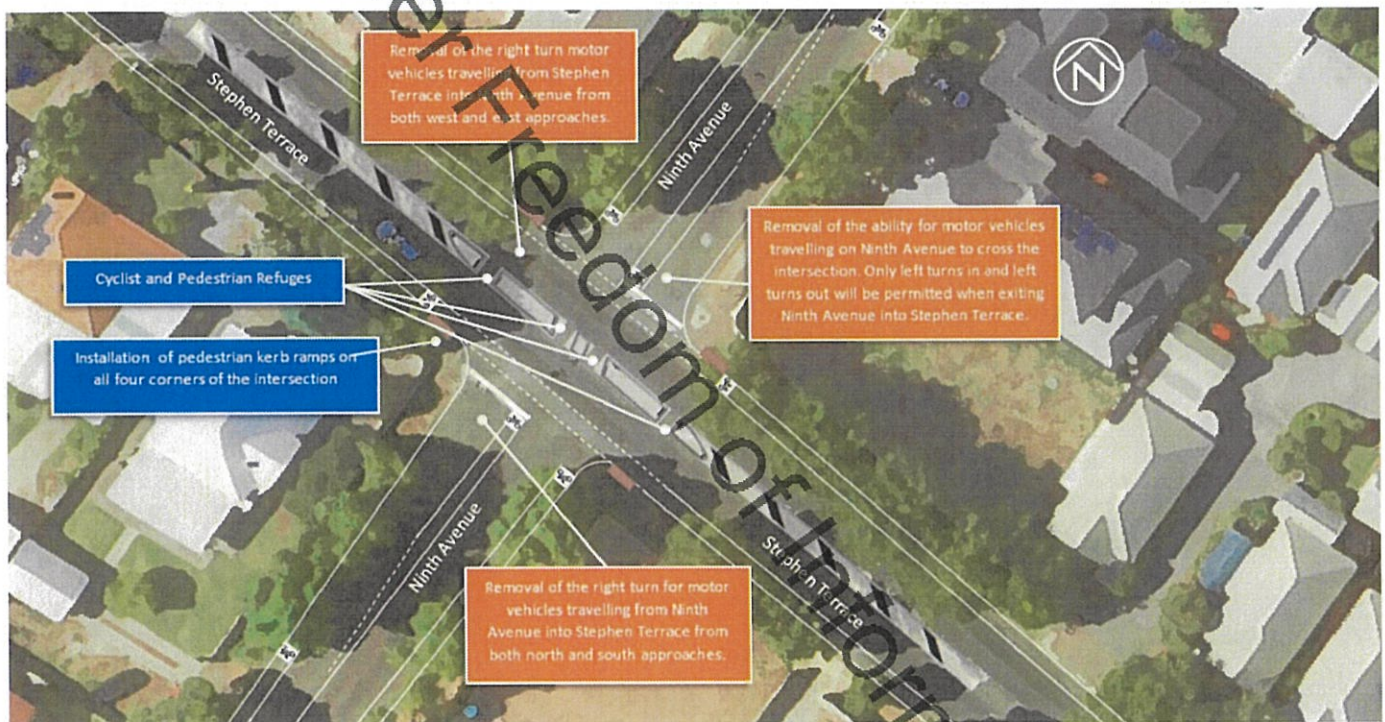 Removal of the right turn motor
vehicles travelling from Stephen
Terrace into Ninth Avenue from
both west and east approaches.
N
Stephen Terrace
Ninth Avenue
Removal of the ability for motor vehicles
travelling on Ninth Avenue to cross the
intersection. Only left turns in and left
turns out will be permitted when exiting
Ninth Avenue into Stephen Terrace.
Cyclist and Pedestrian Refuges
Installation of pedestrian kerb ramps on
all four corners of the intersection
Ninth Avenue
Stephen Terrace
Removal of the right turn for motor
vehicles travelling from Ninth
Avenue into Stephen Terrace from
both north and south approaches.
er Freedom of Inform